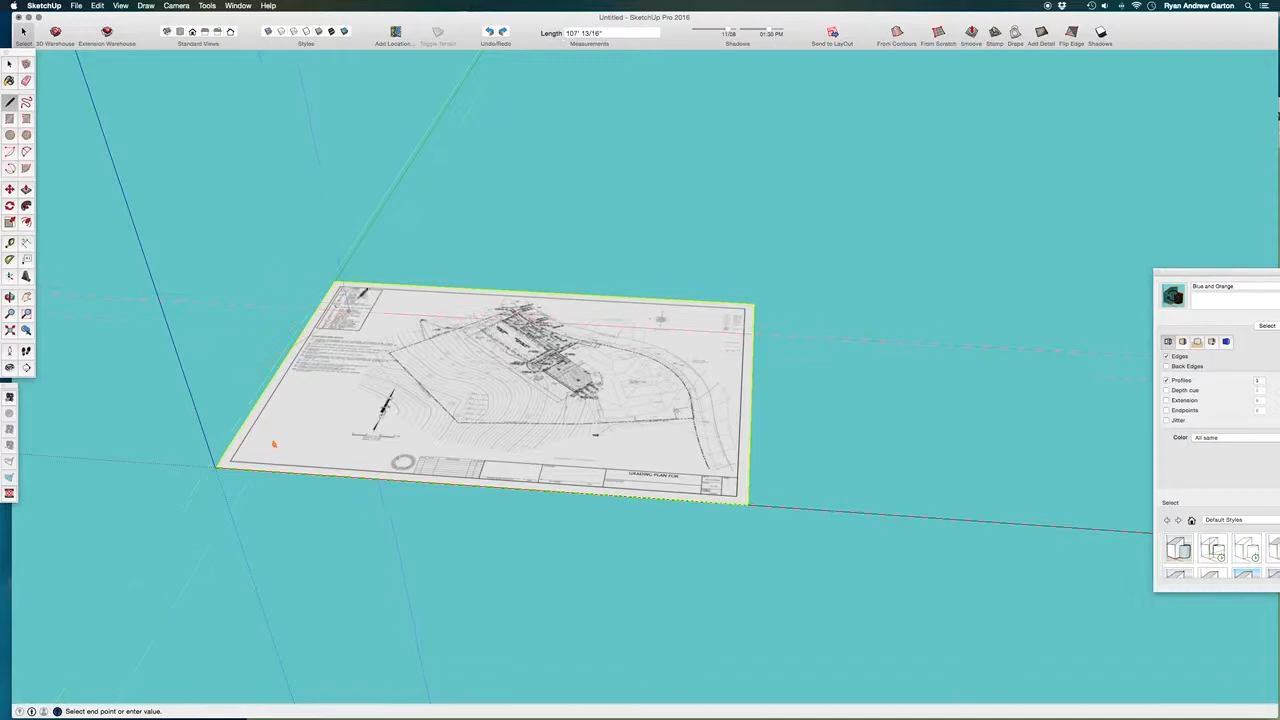 SketchUp File Edit View Draw Camera Tools Window Help
Ryan Andrew Garton
Untitled - SketchUp Pro 2016
Length 107' 13/16"
11/08 01:30 PM
Select 3D Warehouse Extension Warehouse Standard Views Styles Add Location... Toggle Terrain Undo/Redo Measurements Shadows Send to LayOut From Contours From Scratch Smoove Stamp Drape Add Detail Flip Edge Shadows
Blue and Orange
Select
Edges
Back Edges
Profiles
Depth cue
Extension
Endpoints
Jitter
Color All same
Select
Default Styles
GRADING PLAN FOR
Select end point or enter value.